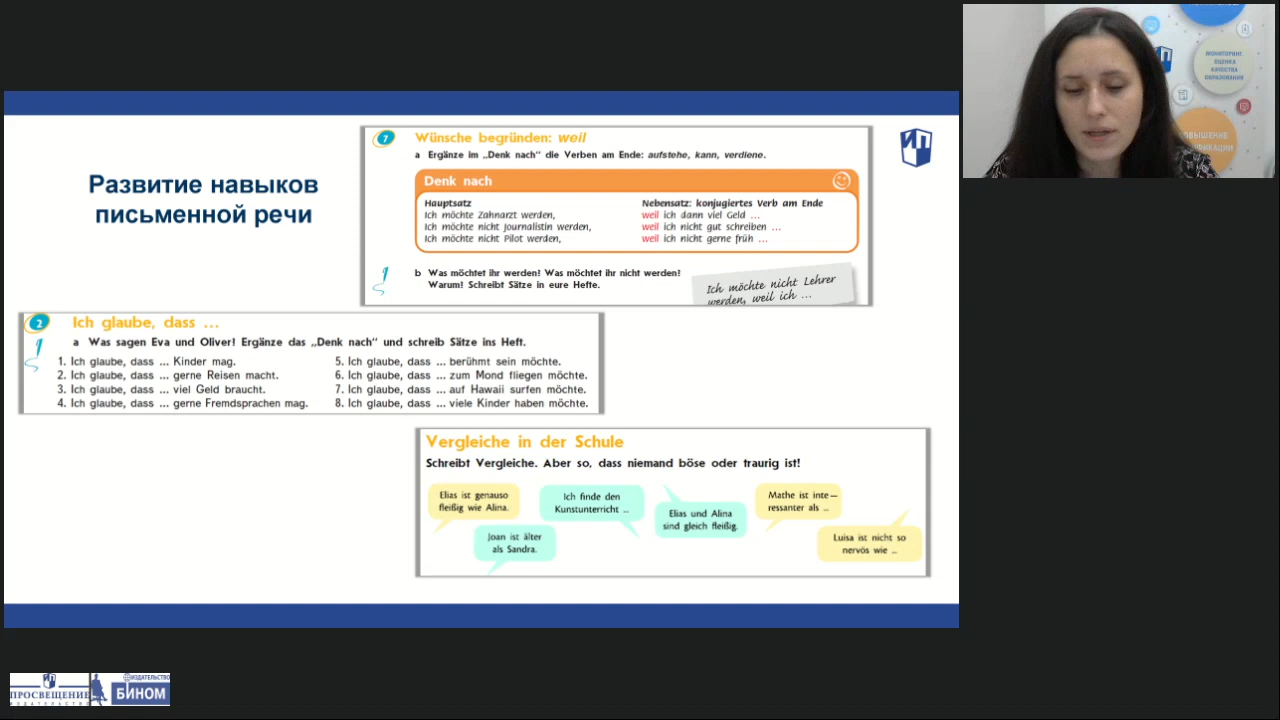 Развитие навыков
письменной речи
7
Wünsche begründen: weil
a Ergänze im „Denk nach“ die Verben am Ende: aufstehe, kann, verdiene.
Denk nach
Hauptsatz
Ich möchte Zahnarzt werden,
Ich möchte nicht Journalistin werden,
Ich möchte nicht Pilot werden,
Nebensatz: konjugiertes Verb am Ende
weil ich dann viel Geld ...
weil ich nicht gut schreiben ...
weil ich nicht gerne früh ...
b Was möchtet ihr werden? Was möchtet ihr nicht werden?
Warum? Schreibt Sätze in eure Hefte.
Ich möchte nicht Lehrer
werden, weil ich ...
2
Ich glaube, dass ...
a Was sagen Eva und Oliver? Ergänze das „Denk nach“ und schreib Sätze ins Heft.
1. Ich glaube, dass ... Kinder mag.
2. Ich glaube, dass ... gerne Reisen macht.
3. Ich glaube, dass ... viel Geld braucht.
4. Ich glaube, dass ... gerne Fremdsprachen mag.
5. Ich glaube, dass ... berühmt sein möchte.
6. Ich glaube, dass ... zum Mond fliegen möchte.
7. Ich glaube, dass ... auf Hawaii surfen möchte.
8. Ich glaube, dass ... viele Kinder haben möchte.
Vergleiche in der Schule
Schreibt Vergleiche. Aber so, dass niemand böse oder traurig ist!
Elias ist genauso
fleißig wie Alina.
Joan ist älter
als Sandra.
Ich finde den
Kunstunterricht ...
Elias und Alina
sind gleich fleißig.
Mathe ist inte–
ressanter als ...
Luisa ist nicht so
nervös wie ...
МОНИТОРИНГ,
ОЦЕНКА
КАЧЕСТВА
ОБРАЗОВАНИЯ
ПРОСВЕЩЕНИЕ
ИЗДАТЕЛЬСТВО
ИЗДАТЕЛЬСТВО
БИНОМ